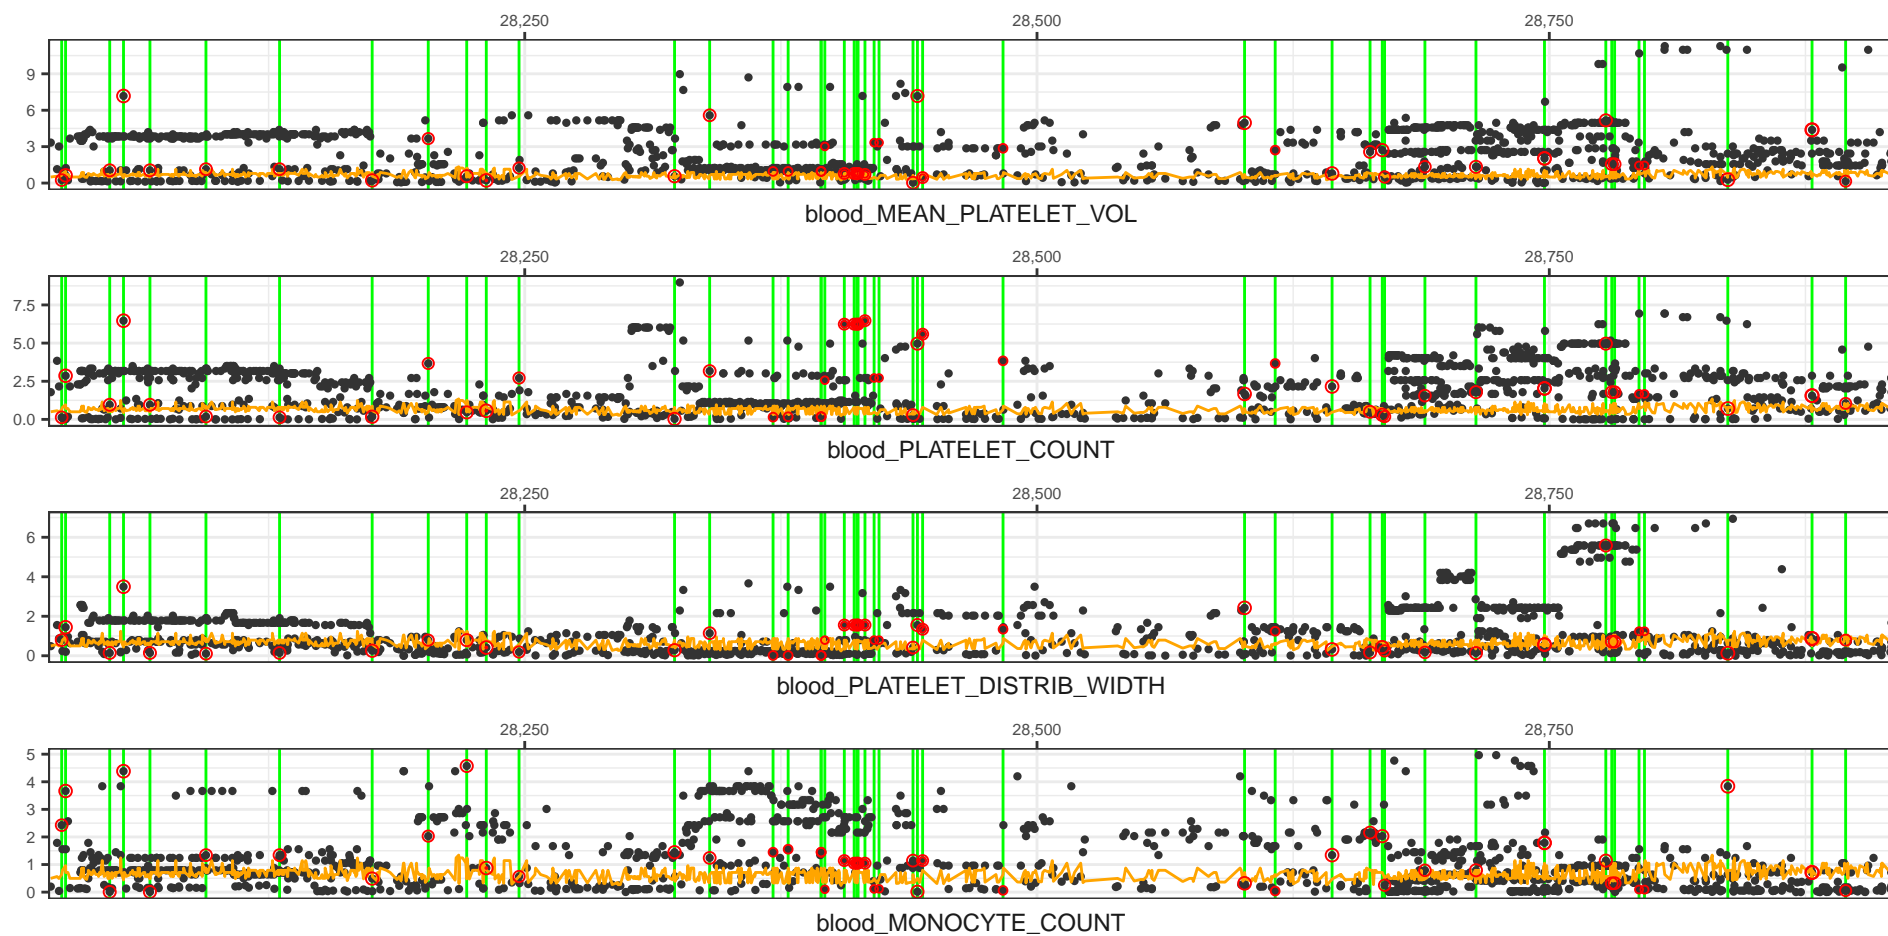 28,250 28,500 28,750
9
6
3
0
blood_MEAN_PLATELET_VOL
28,250 28,500 28,750
7.5
5.0
2.5
0.0
blood_PLATELET_COUNT
28,250 28,500 28,750
6
4
2
0
blood_PLATELET_DISTRIB_WIDTH
28,250 28,500 28,750
5
4
3
2
1
0
blood_MONOCYTE_COUNT